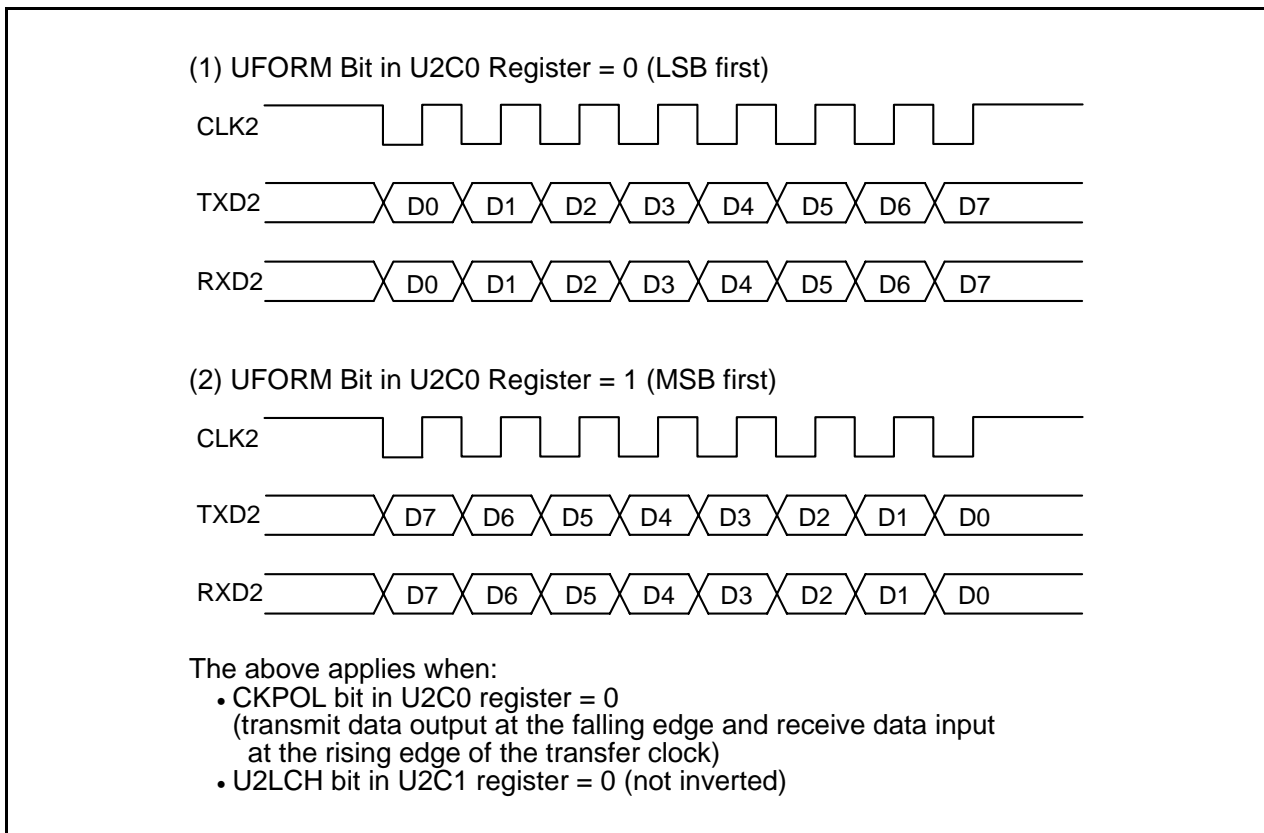 (1) UFORM Bit in U2C0 Register = 0 (LSB first)
CLK2
TXD2 D0 D1 D2 D3 D4 D5 D6 D7
RXD2 D0 D1 D2 D3 D4 D5 D6 D7
(2) UFORM Bit in U2C0 Register = 1 (MSB first)
CLK2
TXD2 D7 D6 D5 D4 D3 D2 D1 D0
RXD2 D7 D6 D5 D4 D3 D2 D1 D0
The above applies when:
• CKPOL bit in U2C0 register = 0
(transmit data output at the falling edge and receive data input
at the rising edge of the transfer clock)
• U2LCH bit in U2C1 register = 0 (not inverted)